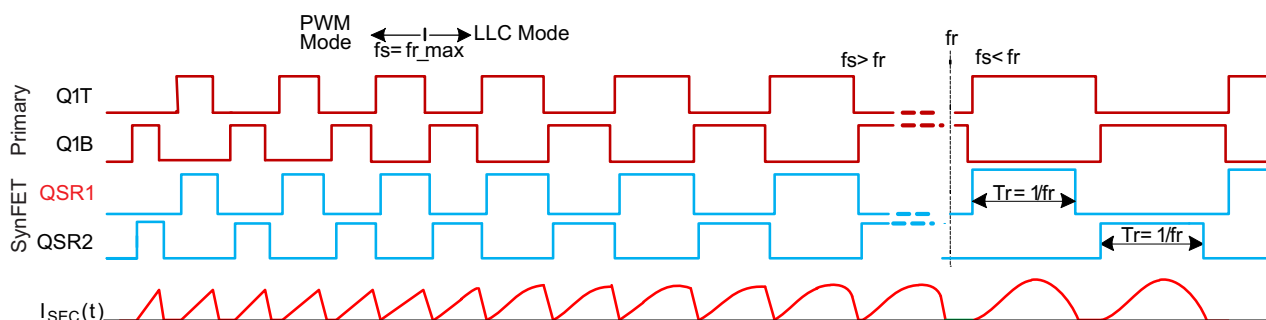 PWM
Mode
LLC Mode
fs= fr_max
fr
fs> fr
fs< fr
Primary
Q1T
Q1B
SynFET
QSR1
Tr= 1/fr
QSR2
Tr= 1/fr
ISEC(t)